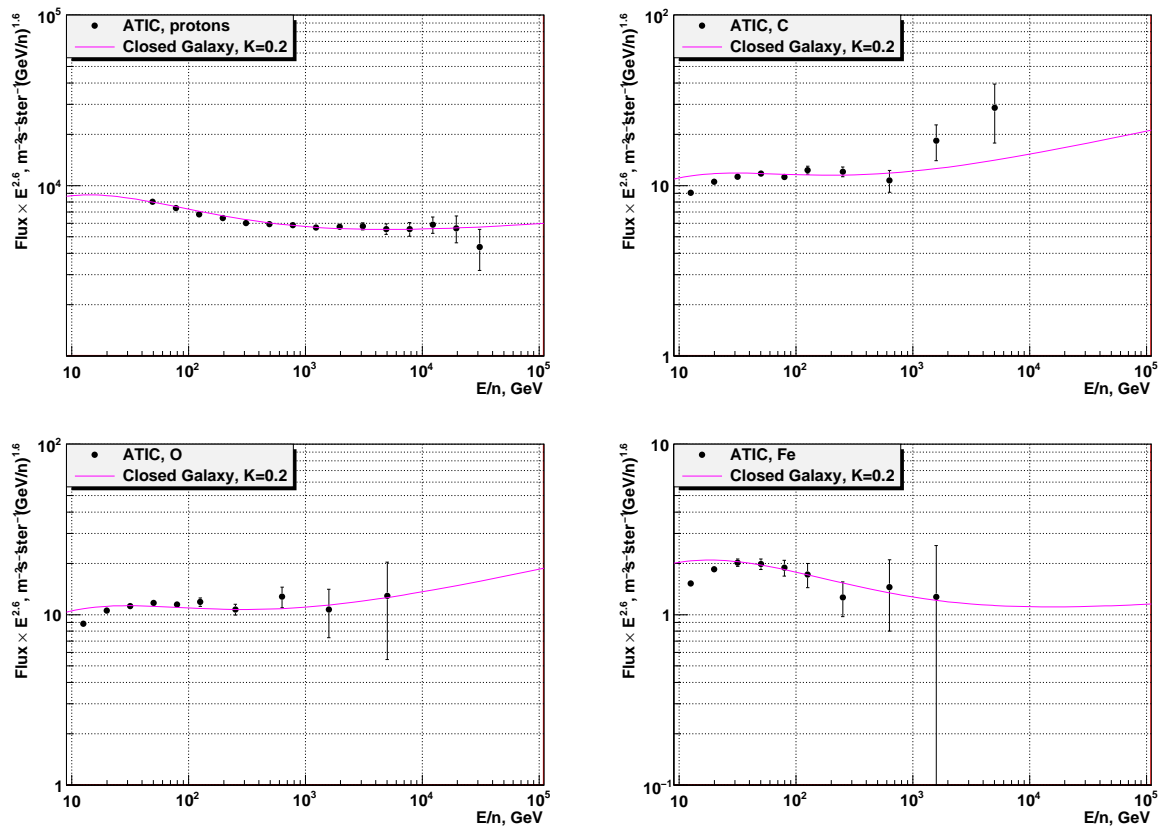 ATIC, protons
Closed Galaxy, K=0.2
Flux × E^2.6, m⁻²s⁻¹ster⁻¹(GeV/n)^1.6
10^5
10^4
10 10^2 10^3 10^4 10^5
E/n, GeV
ATIC, C
Closed Galaxy, K=0.2
Flux × E^2.6, m⁻²s⁻¹ster⁻¹(GeV/n)^1.6
10^2
10
1
10 10^2 10^3 10^4 10^5
E/n, GeV
ATIC, O
Closed Galaxy, K=0.2
Flux × E^2.6, m⁻²s⁻¹ster⁻¹(GeV/n)^1.6
10^2
10
1
10 10^2 10^3 10^4 10^5
E/n, GeV
ATIC, Fe
Closed Galaxy, K=0.2
Flux × E^2.6, m⁻²s⁻¹ster⁻¹(GeV/n)^1.6
10
1
10^−1
10 10^2 10^3 10^4 10^5
E/n, GeV